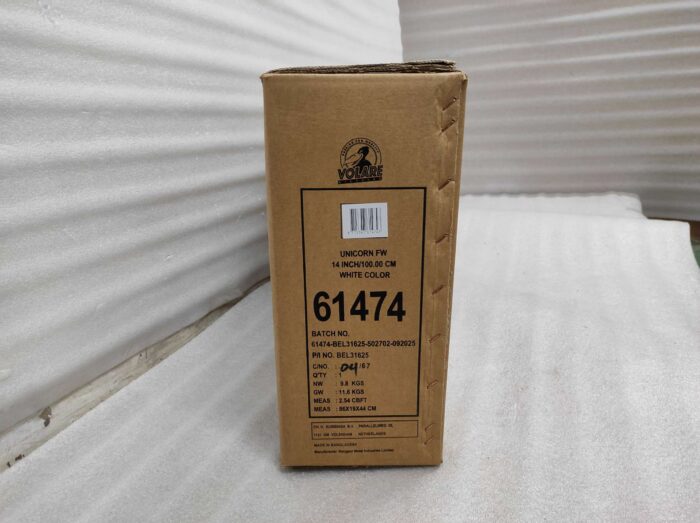 VOLARE
UNICORN FW
14 INCH/100.00 CM
WHITE COLOR
61474
BATCH NO.
61474-BEL31625-502702-092025
P/I NO. BEL31625
C/NO. : 04/67
Q'TY : 1
NW : 9.8 KGS
GW : 11.6 KGS
MEAS : 2.54 CBFT
MEAS : 86X19X44 CM
NETHERLANDS
MADE IN BANGLADESH